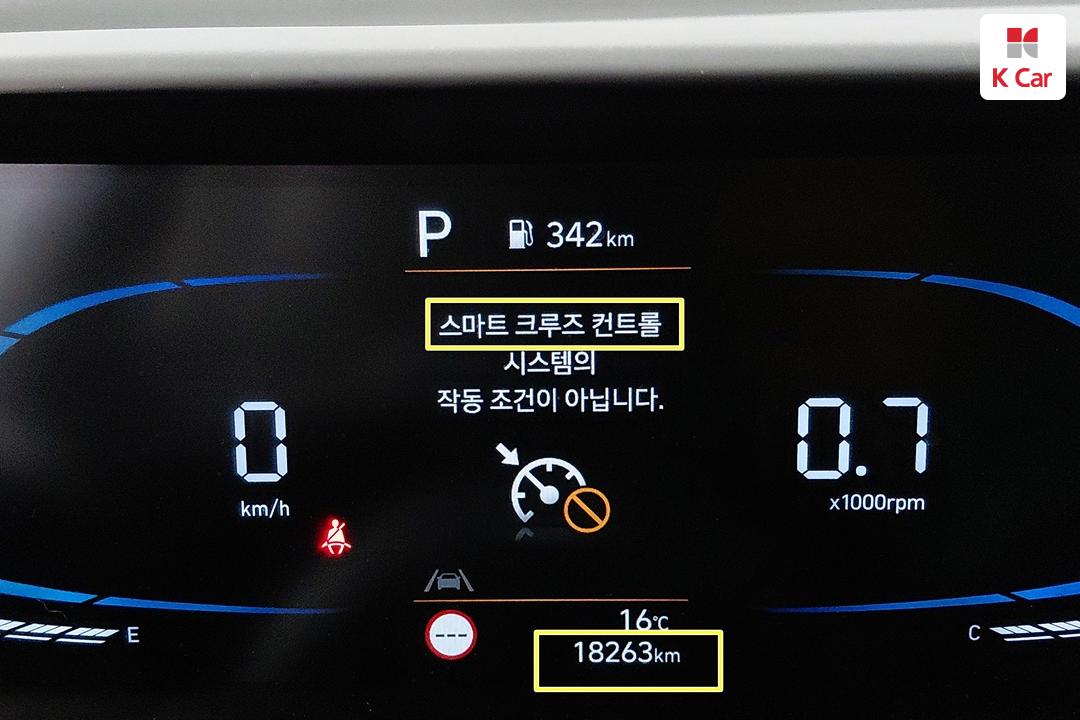 K Car
P 342km
스마트 크루즈 컨트롤
시스템의
작동 조건이 아닙니다.
0
km/h
0.7
x1000rpm
E
---
16°C
18263km
C